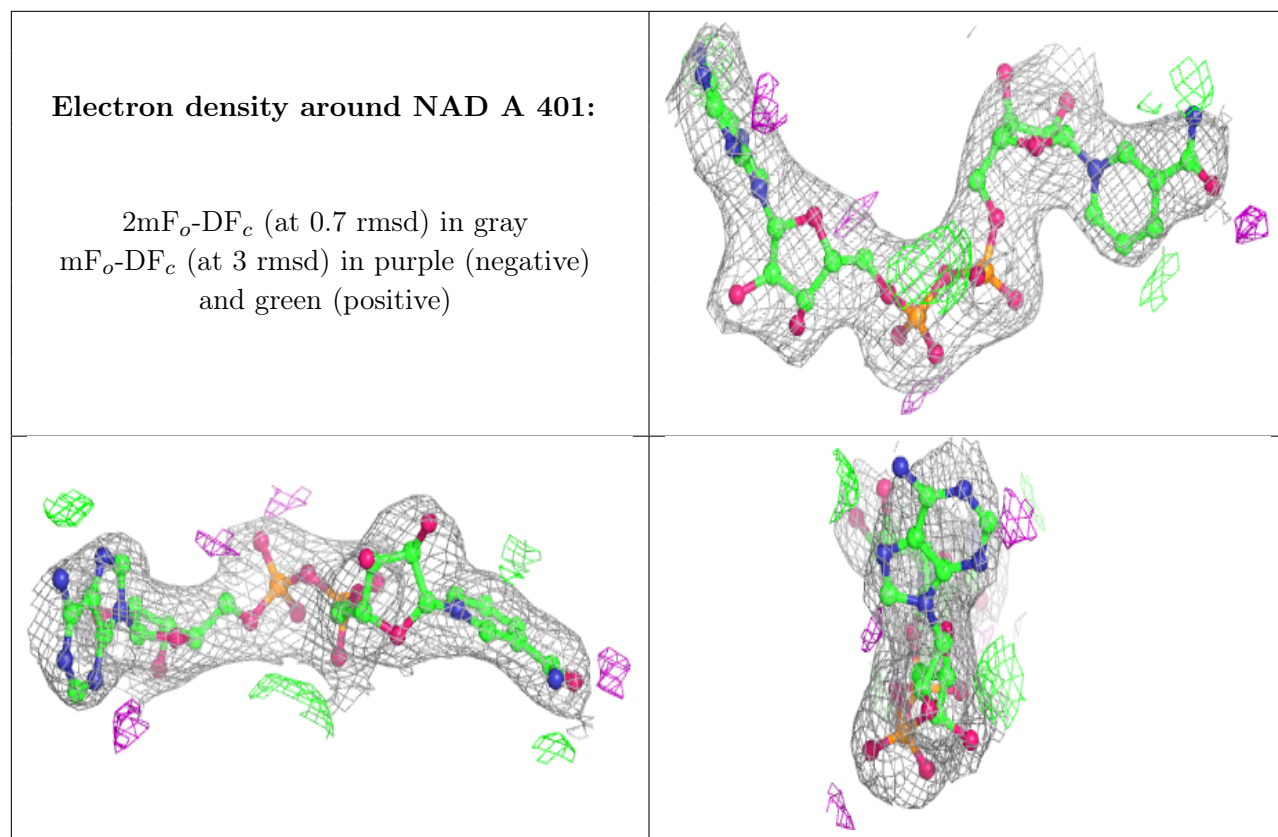 Electron density around NAD A 401:
2mFo-DFc (at 0.7 rmsd) in gray
mFo-DFc (at 3 rmsd) in purple (negative)
and green (positive)